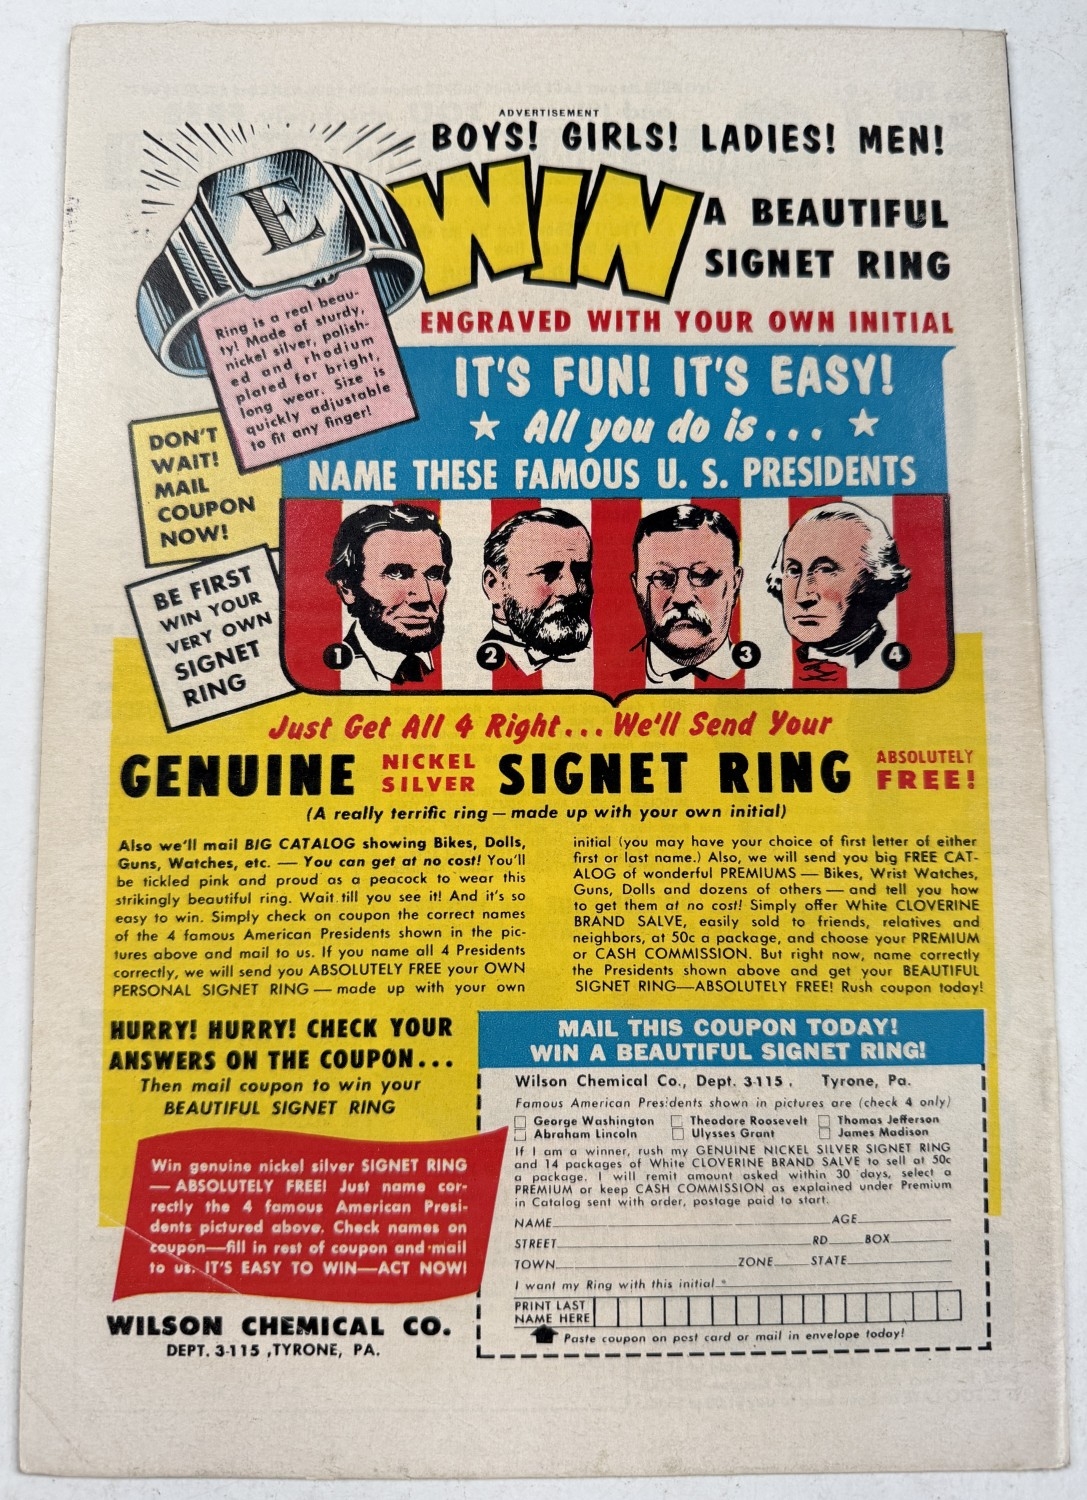 ADVERTISEMENT
BOYS! GIRLS! LADIES! MEN!
WIN
A BEAUTIFUL
SIGNET RING
ENGRAVED WITH YOUR OWN INITIAL
E
Ring is a real beau-
ty! Made of sturdy,
nickel silver, polish-
ed and rhodium
plated for bright,
long wear. Size is
quickly adjustable
to fit any finger!
IT'S FUN! IT'S EASY!
All you do is...
NAME THESE FAMOUS U. S. PRESIDENTS
DON'T
WAIT!
MAIL
COUPON
NOW!
BE FIRST
WIN YOUR
VERY OWN
SIGNET
RING
1
2
3
4
Just Get All 4 Right... We'll Send Your
GENUINE NICKEL SILVER SIGNET RING ABSOLUTELY FREE!
(A really terrific ring — made up with your own initial)
Also we'll mail BIG CATALOG showing Bikes, Dolls,
Guns, Watches, etc. — You can get at no cost! You'll
be tickled pink and proud as a peacock to wear this
strikingly beautiful ring. Wait till you see it! And it's so
easy to win. Simply check on coupon the correct names
of the 4 famous American Presidents shown in the pic-
tures above and mail to us. If you name all 4 Presidents
correctly, we will send you ABSOLUTELY FREE your OWN
PERSONAL SIGNET RING — made up with your own
initial (you may have your choice of first letter of either
first or last name.) Also, we will send you big FREE CAT-
ALOG of wonderful PREMIUMS — Bikes, Wrist Watches,
Guns, Dolls and dozens of others — and tell you how
to get them at no cost! Simply offer White CLOVERINE
BRAND SALVE, easily sold to friends, relatives and
neighbors, at 50c a package, and choose your PREMIUM
or CASH COMMISSION. But right now, name correctly
the Presidents shown above and get your BEAUTIFUL
SIGNET RING—ABSOLUTELY FREE! Rush coupon today!
HURRY! HURRY! CHECK YOUR
ANSWERS ON THE COUPON...
Then mail coupon to win your
BEAUTIFUL SIGNET RING
Win genuine nickel silver SIGNET RING
— ABSOLUTELY FREE! Just name cor-
rectly the 4 famous American Presi-
dents pictured above. Check names on
coupon—fill in rest of coupon and mail
to us. IT'S EASY TO WIN—ACT NOW!
WILSON CHEMICAL CO.
DEPT. 3-115 ,TYRONE, PA.
MAIL THIS COUPON TODAY!
WIN A BEAUTIFUL SIGNET RING!
Wilson Chemical Co., Dept. 3-115 . Tyrone, Pa.
Famous American Presidents shown in pictures are (check 4 only)
George Washington Theodore Roosevelt Thomas Jefferson
Abraham Lincoln Ulysses Grant James Madison
If I am a winner, rush my GENUINE NICKEL SILVER SIGNET RING
and 14 packages of White CLOVERINE BRAND SALVE to sell at 50c
a package. I will remit amount asked within 30 days, select a
PREMIUM or keep CASH COMMISSION as explained under Premium
in Catalog sent with order, postage paid to start.
NAME AGE
STREET RD BOX
TOWN ZONE STATE
I want my Ring with this initial
PRINT LAST
NAME HERE
Paste coupon on post card or mail in envelope today!